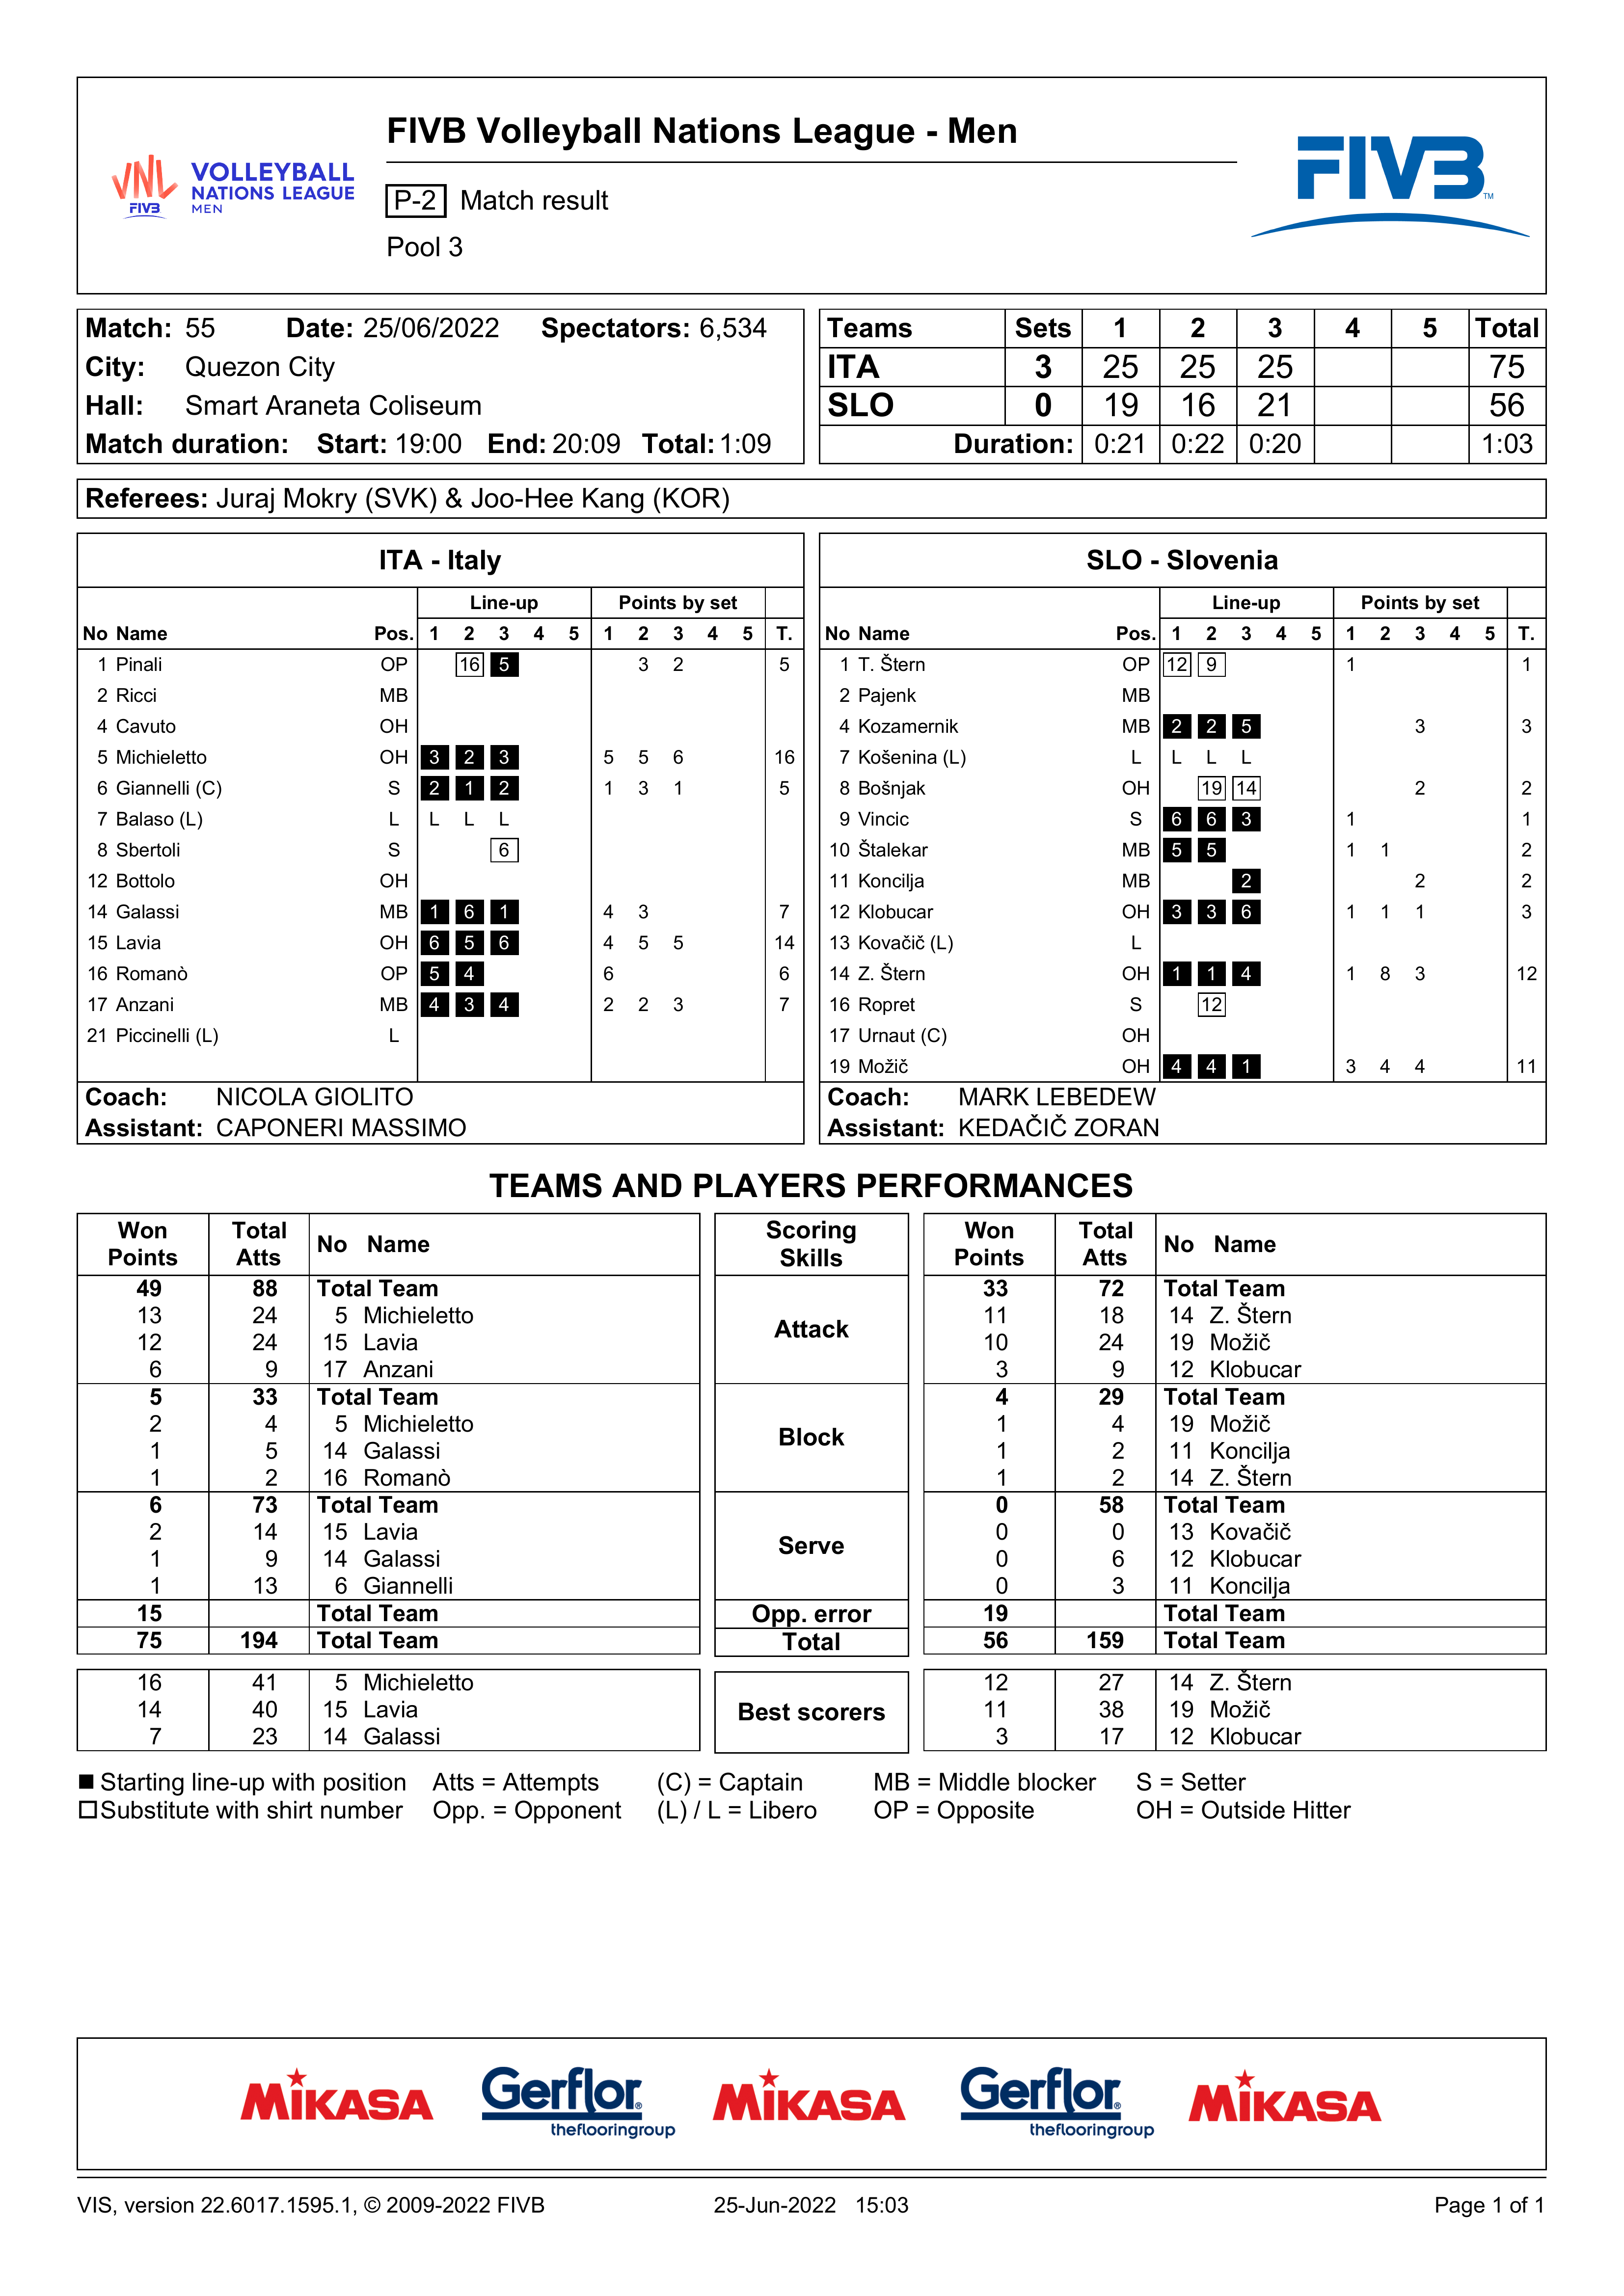 FIVB Volleyball Nations League - Men
VNL FIVB VOLLEYBALL NATIONS LEAGUE MEN
P-2 Match result
Pool 3
FIVB TM
Match: 55 Date: 25/06/2022 Spectators: 6,534
City: Quezon City
Hall: Smart Araneta Coliseum
Match duration: Start: 19:00 End: 20:09 Total: 1:09
Teams Sets 1 2 3 4 5 Total
ITA 3 25 25 25 75
SLO 0 19 16 21 56
Duration: 0:21 0:22 0:20 1:03
Referees: Juraj Mokry (SVK) & Joo-Hee Kang (KOR)
ITA - Italy
Line-up Points by set
No Name Pos. 1 2 3 4 5 1 2 3 4 5 T.
1 Pinali OP 16 5 3 2 5
2 Ricci MB
4 Cavuto OH
5 Michieletto OH 3 2 3 5 5 6 16
6 Giannelli (C) S 2 1 2 1 3 1 5
7 Balaso (L) L L L L
8 Sbertoli S 6
12 Bottolo OH
14 Galassi MB 1 6 1 4 3 7
15 Lavia OH 6 5 6 4 5 5 14
16 Romanò OP 5 4 6 6
17 Anzani MB 4 3 4 2 2 3 7
21 Piccinelli (L) L
Coach: NICOLA GIOLITO
Assistant: CAPONERI MASSIMO
SLO - Slovenia
Line-up Points by set
No Name Pos. 1 2 3 4 5 1 2 3 4 5 T.
1 T. Štern OP 12 9 1 1
2 Pajenk MB
4 Kozamernik MB 2 2 5 3 3
7 Košenina (L) L L L L
8 Bošnjak OH 19 14 2 2
9 Vincic S 6 6 3 1 1
10 Štalekar MB 5 5 1 1 2
11 Koncilja MB 2 2 2
12 Klobucar OH 3 3 6 1 1 1 3
13 Kovačič (L) L
14 Z. Štern OH 1 1 4 1 8 3 12
16 Ropret S 12
17 Urnaut (C) OH
19 Možič OH 4 4 1 3 4 4 11
Coach: MARK LEBEDEW
Assistant: KEDAČIČ ZORAN
TEAMS AND PLAYERS PERFORMANCES
Won Points Total Atts No Name Scoring Skills Won Points Total Atts No Name
49 88 Total Team Attack 33 72 Total Team
13 24 5 Michieletto 11 18 14 Z. Štern
12 24 15 Lavia 10 24 19 Možič
6 9 17 Anzani 3 9 12 Klobucar
5 33 Total Team Block 4 29 Total Team
2 4 5 Michieletto 1 4 19 Možič
1 5 14 Galassi 1 2 11 Koncilja
1 2 16 Romanò 1 2 14 Z. Štern
6 73 Total Team Serve 0 58 Total Team
2 14 15 Lavia 0 0 13 Kovačič
1 9 14 Galassi 0 6 12 Klobucar
1 13 6 Giannelli 0 3 11 Koncilja
15 Total Team Opp. error 19 Total Team
75 194 Total Team Total 56 159 Total Team
16 41 5 Michieletto Best scorers 12 27 14 Z. Štern
14 40 15 Lavia 11 38 19 Možič
7 23 14 Galassi 3 17 12 Klobucar
Starting line-up with position Atts = Attempts (C) = Captain MB = Middle blocker S = Setter
Substitute with shirt number Opp. = Opponent (L) / L = Libero OP = Opposite OH = Outside Hitter
MIKASA Gerflor® theflooringgroup MIKASA Gerflor® theflooringgroup MIKASA
VIS, version 22.6017.1595.1, © 2009-2022 FIVB 25-Jun-2022 15:03 Page 1 of 1